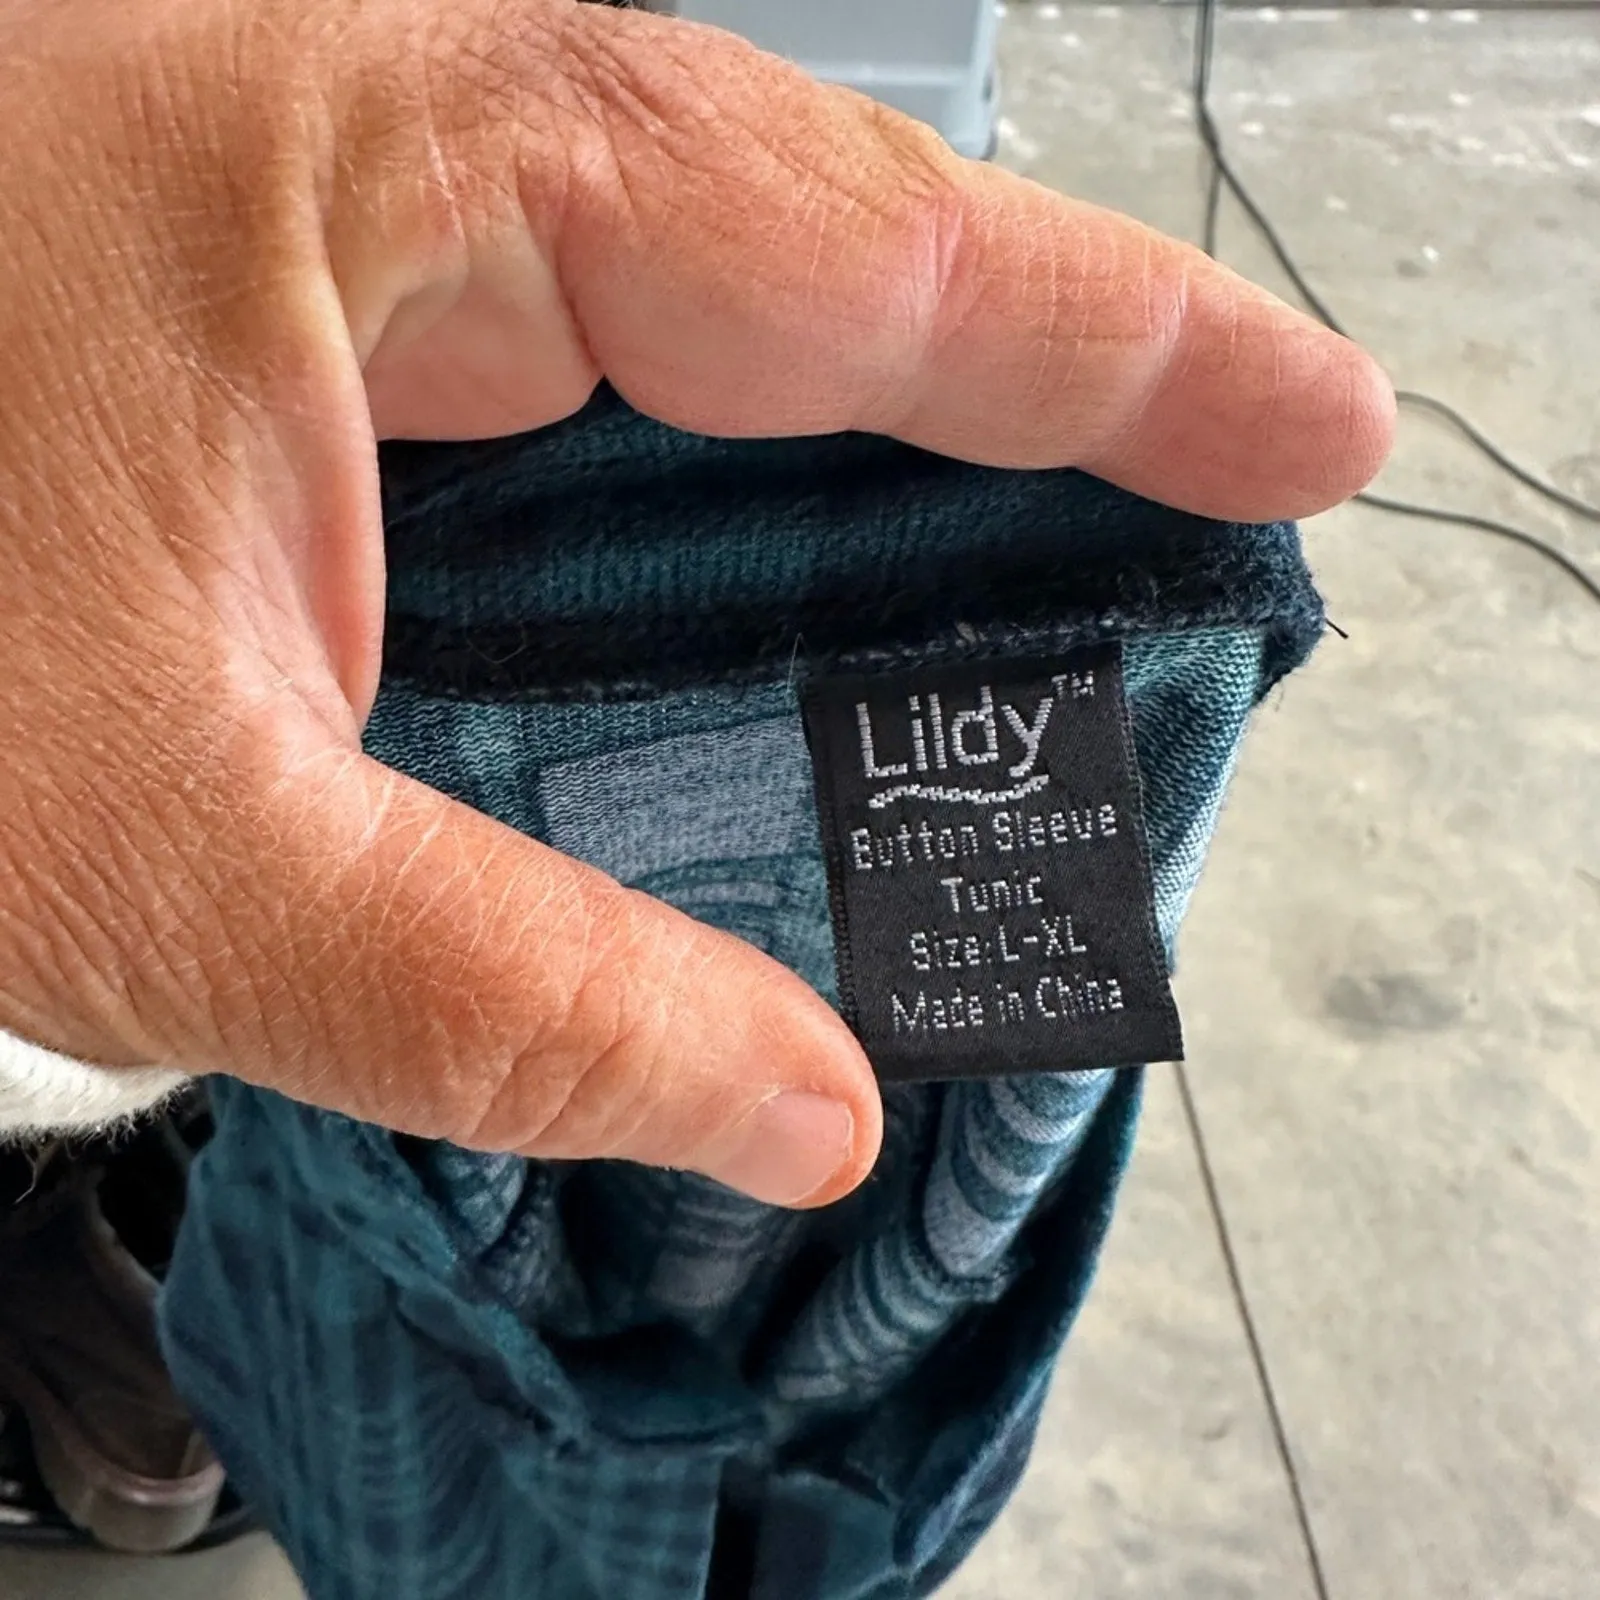 Lildy™
Button Sleeve
Tunic
Size:L-XL
Made in China